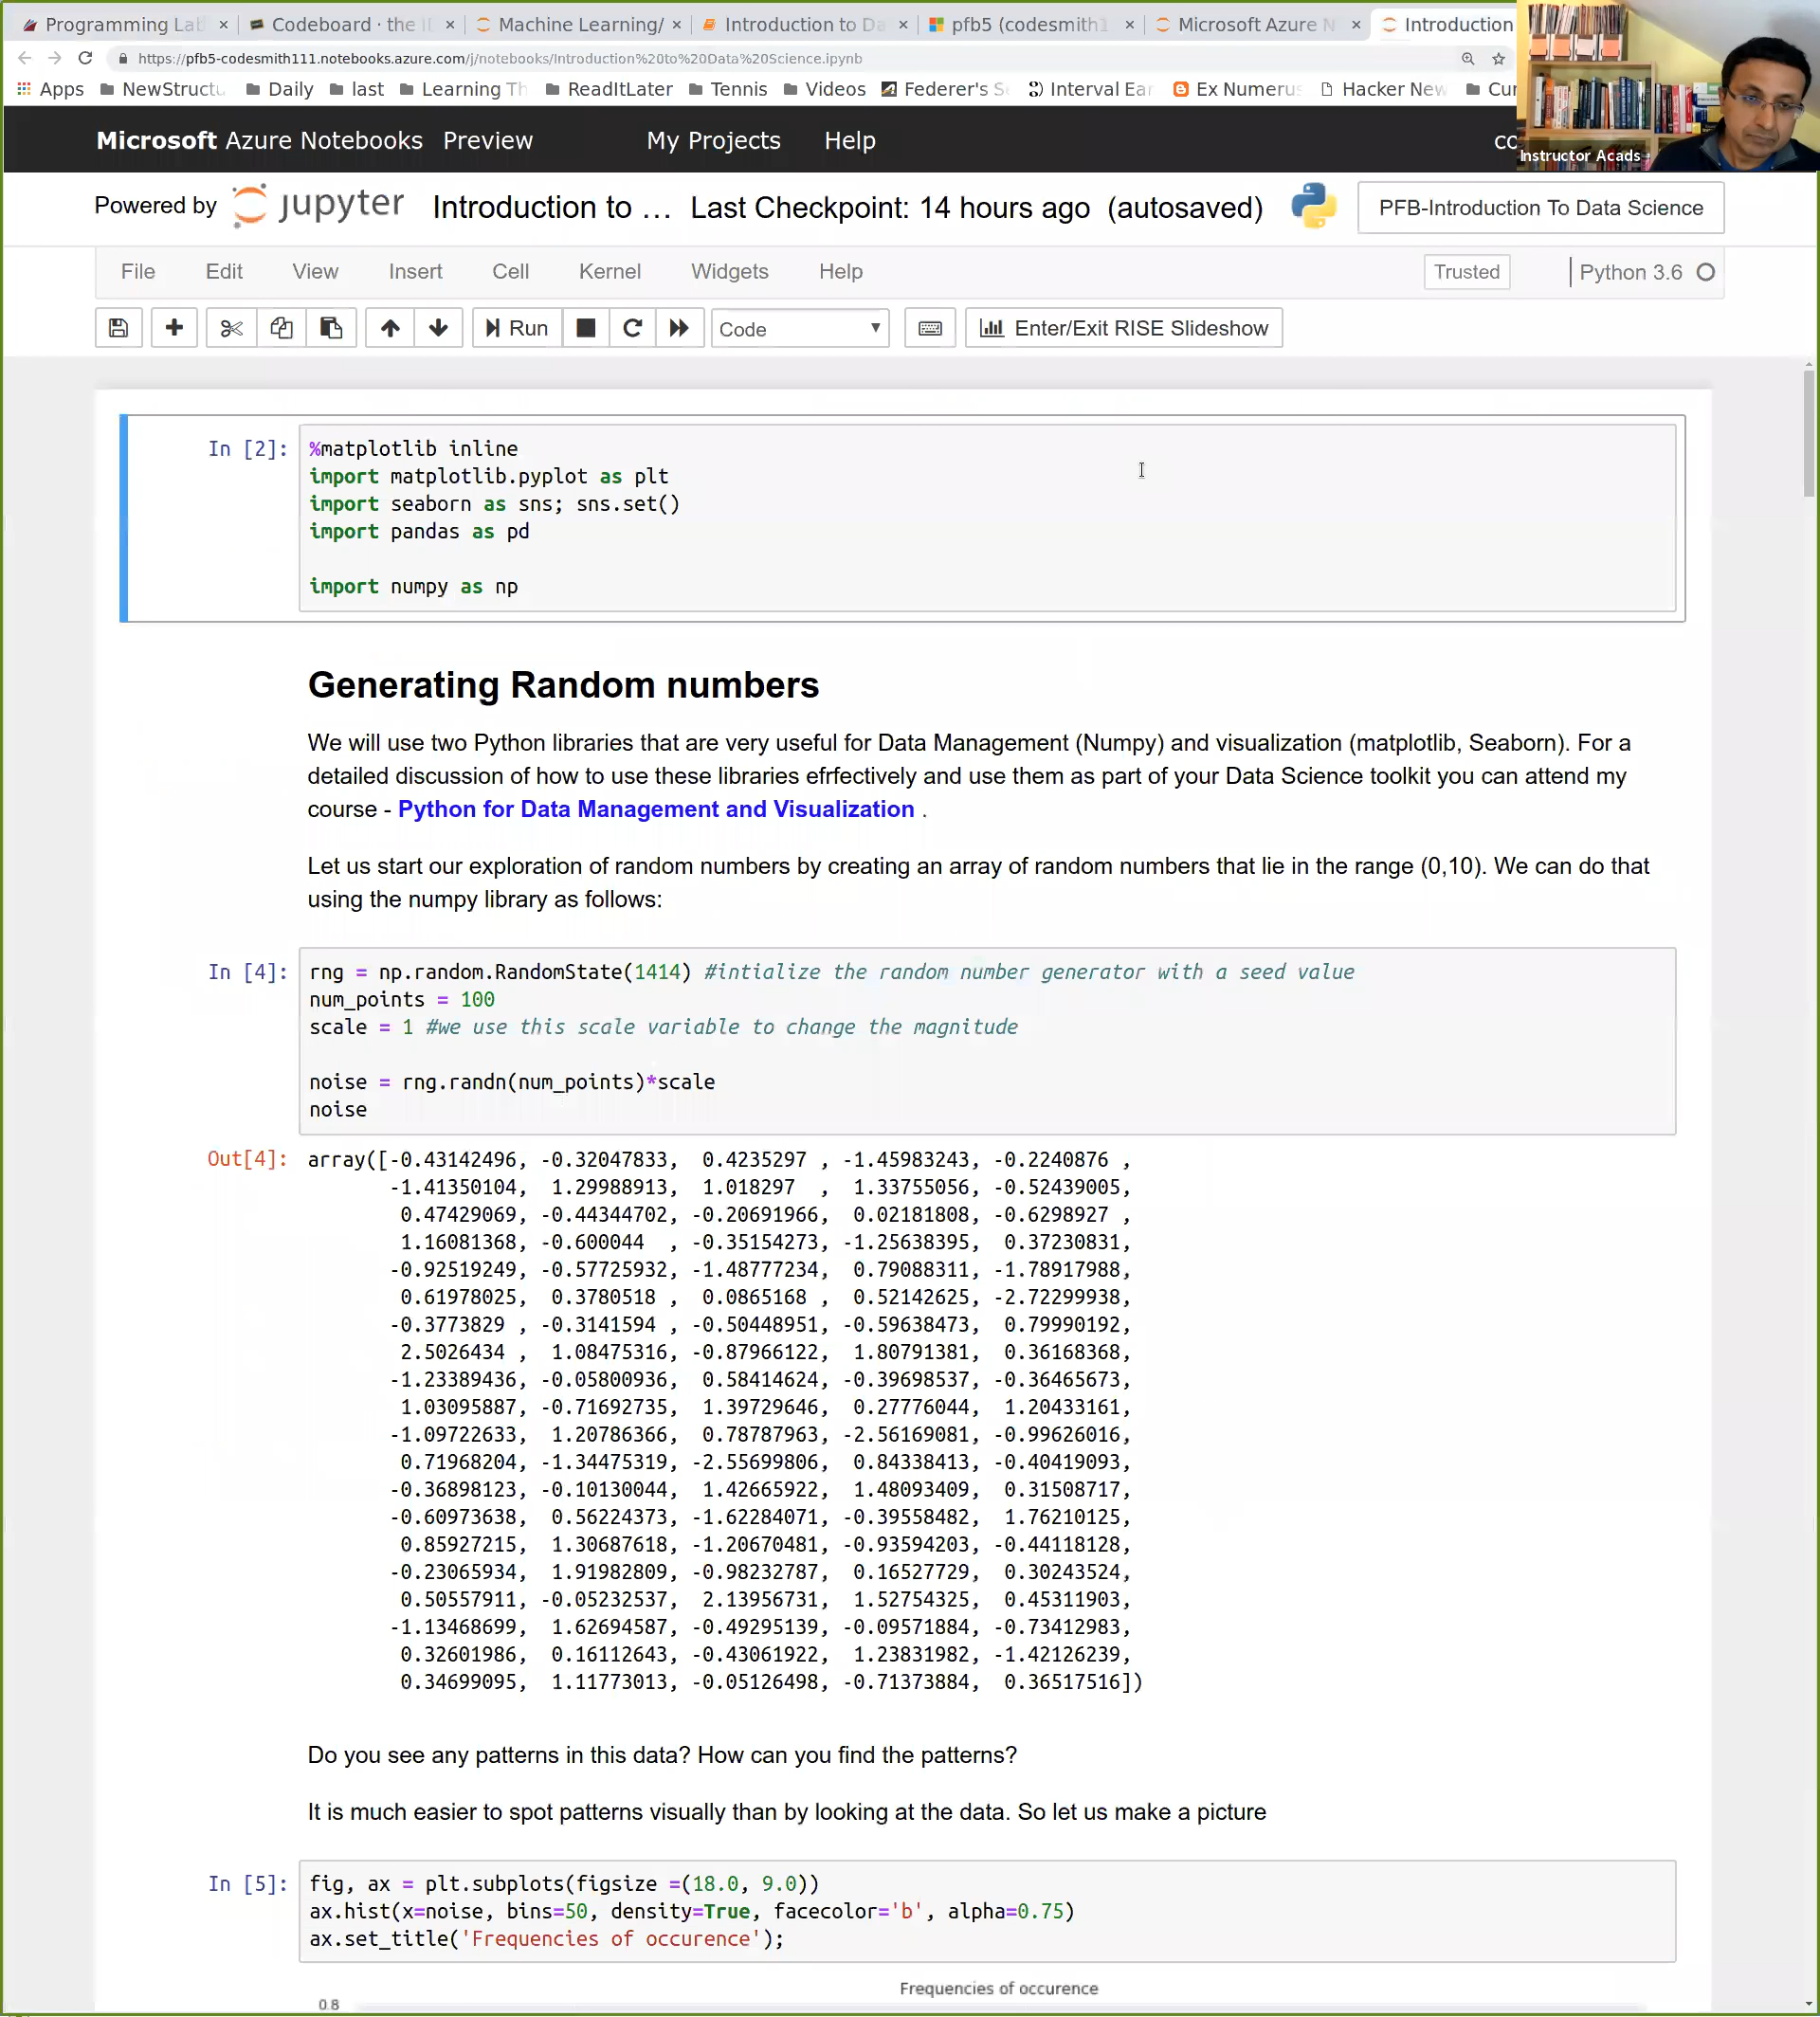 Programming La
Codeboard · the I
Machine Learning/
Introduction to Da
pfb5 (codesmith1
Microsoft Azure N
Introduction
https://pfb5-codesmith111.notebooks.azure.com/j/notebooks/Introduction%20to%20Data%20Science.ipynb
Apps
NewStructu
Daily
last
Learning Th
ReadItLater
Tennis
Videos
Federer's S
Interval Ear
Ex Numerus
Hacker New
Cur
Instructor Acads
Microsoft Azure Notebooks Preview My Projects Help
Powered by jupyter Introduction to … Last Checkpoint: 14 hours ago (autosaved) PFB-Introduction To Data Science
File Edit View Insert Cell Kernel Widgets Help Trusted Python 3.6
Run Code Enter/Exit RISE Slideshow
In [2]: %matplotlib inline
import matplotlib.pyplot as plt
import seaborn as sns; sns.set()
import pandas as pd
import numpy as np
Generating Random numbers
We will use two Python libraries that are very useful for Data Management (Numpy) and visualization (matplotlib, Seaborn). For a
detailed discussion of how to use these libraries efrfectively and use them as part of your Data Science toolkit you can attend my
course - Python for Data Management and Visualization .
Let us start our exploration of random numbers by creating an array of random numbers that lie in the range (0,10). We can do that
using the numpy library as follows:
In [4]: rng = np.random.RandomState(1414) #intialize the random number generator with a seed value
num_points = 100
scale = 1 #we use this scale variable to change the magnitude
noise = rng.randn(num_points)*scale
noise
Out[4]: array([-0.43142496, -0.32047833, 0.4235297 , -1.45983243, -0.2240876 ,
-1.41350104, 1.29988913, 1.018297 , 1.33755056, -0.52439005,
0.47429069, -0.44344702, -0.20691966, 0.02181808, -0.6298927 ,
1.16081368, -0.600044 , -0.35154273, -1.25638395, 0.37230831,
-0.92519249, -0.57725932, -1.48777234, 0.79088311, -1.78917988,
0.61978025, 0.3780518 , 0.0865168 , 0.52142625, -2.72299938,
-0.3773829 , -0.3141594 , -0.50448951, -0.59638473, 0.79990192,
2.5026434 , 1.08475316, -0.87966122, 1.80791381, 0.36168368,
-1.23389436, -0.05800936, 0.58414624, -0.39698537, -0.36465673,
1.03095887, -0.71692735, 1.39729646, 0.27776044, 1.20433161,
-1.09722633, 1.20786366, 0.78787963, -2.56169081, -0.99626016,
0.71968204, -1.34475319, -2.55699806, 0.84338413, -0.40419093,
-0.36898123, -0.10130044, 1.42665922, 1.48093409, 0.31508717,
-0.60973638, 0.56224373, -1.62284071, -0.39558482, 1.76210125,
0.85927215, 1.30687618, -1.20670481, -0.93594203, -0.44118128,
-0.23065934, 1.91982809, -0.98232787, 0.16527729, 0.30243524,
0.50557911, -0.05232537, 2.13956731, 1.52754325, 0.45311903,
-1.13468699, 1.62694587, -0.49295139, -0.09571884, -0.73412983,
0.32601986, 0.16112643, -0.43061922, 1.23831982, -1.42126239,
0.34699095, 1.11773013, -0.05126498, -0.71373884, 0.36517516])
Do you see any patterns in this data? How can you find the patterns?
It is much easier to spot patterns visually than by looking at the data. So let us make a picture
In [5]: fig, ax = plt.subplots(figsize =(18.0, 9.0))
ax.hist(x=noise, bins=50, density=True, facecolor='b', alpha=0.75)
ax.set_title('Frequencies of occurence');
Frequencies of occurence
0.8